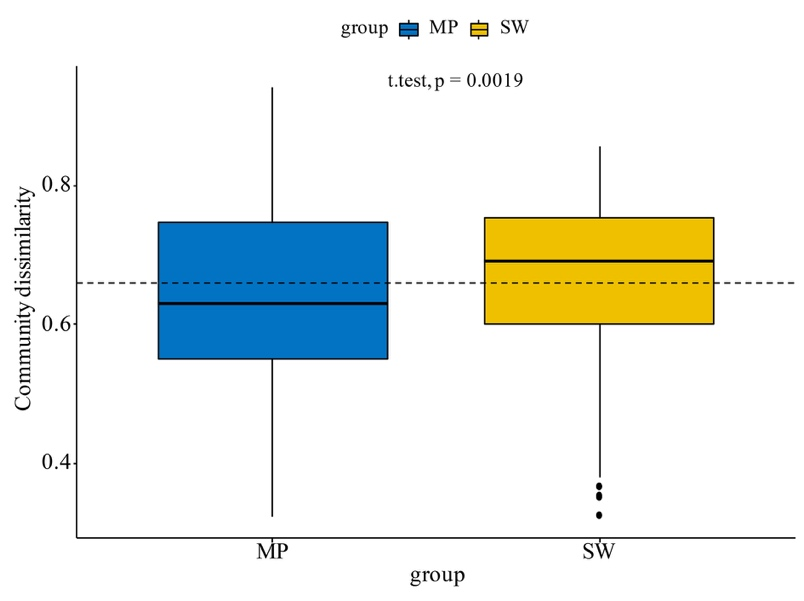 group MP SW
t.test, p = 0.0019
Community dissimilarity
0.8
0.6
0.4
MP SW
group